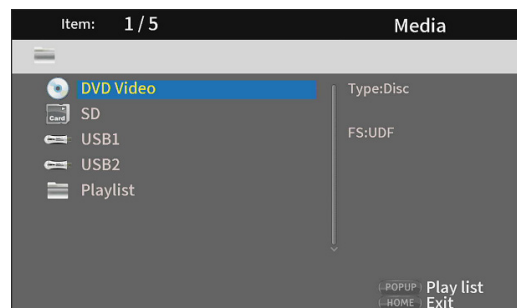 Item: 1/5 Media
DVD Video
Card SD
USB1
USB2
Playlist
Type:Disc
FS:UDF
POPUP Play list
HOME Exit